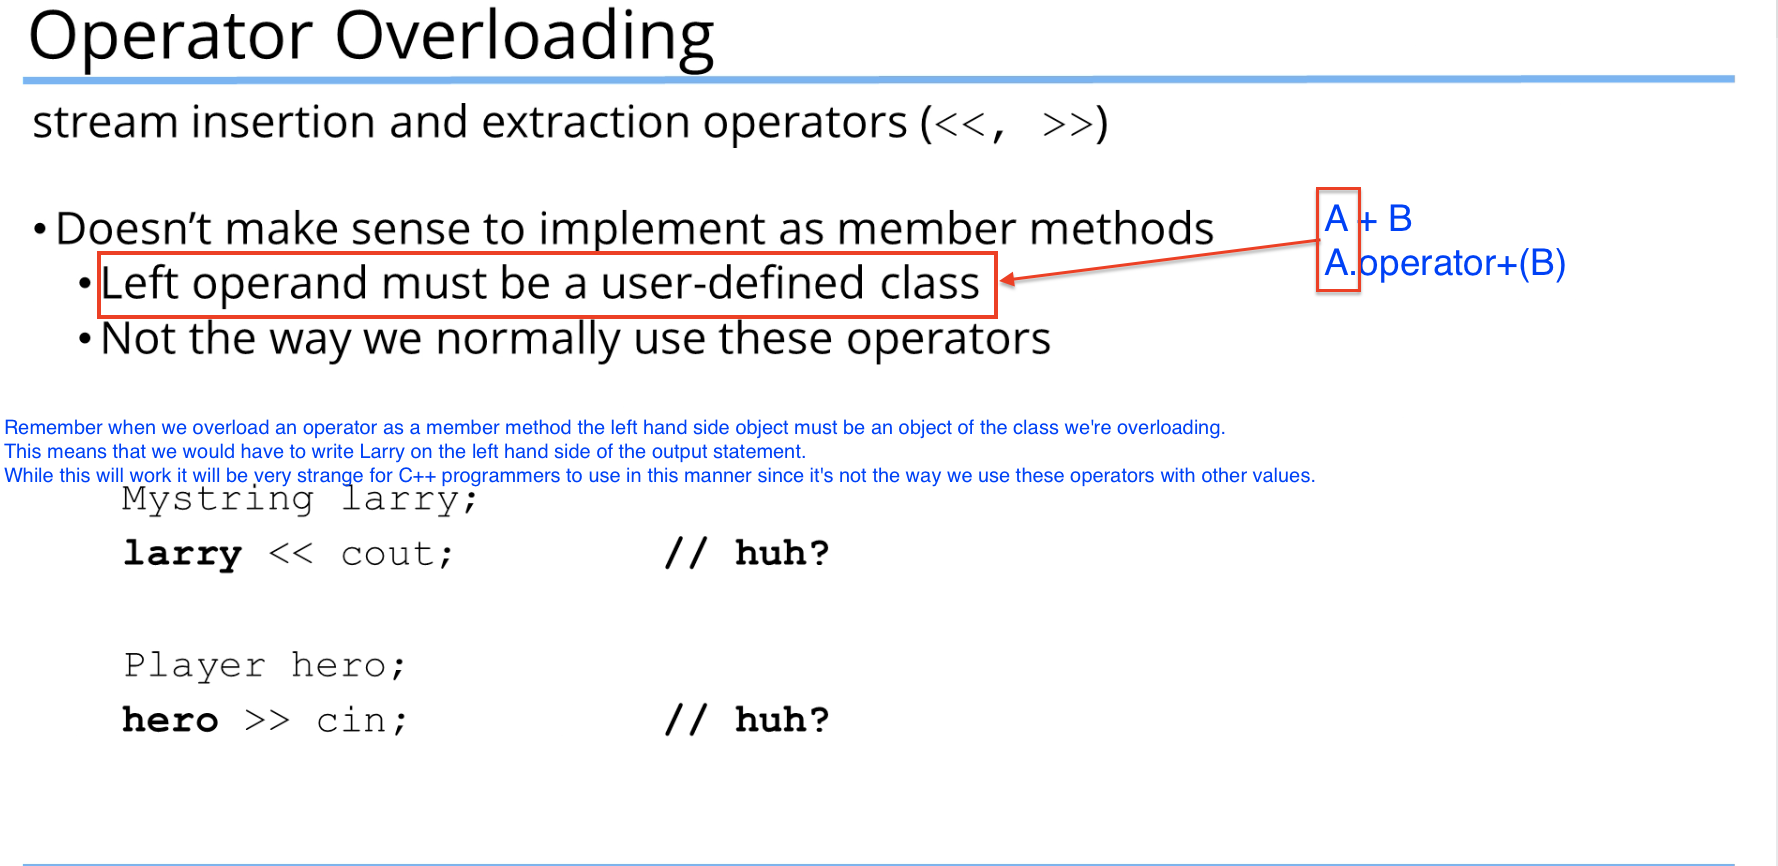 Operator Overloading
stream insertion and extraction operators (<<, >>)
•Doesn't make sense to implement as member methods
•Left operand must be a user-defined class
•Not the way we normally use these operators
A + B
A.operator+(B)
Remember when we overload an operator as a member method the left hand side object must be an object of the class we're overloading.
This means that we would have to write Larry on the left hand side of the output statement.
While this will work it will be very strange for C++ programmers to use in this manner since it's not the way we use these operators with other values.
Mystring larry;
larry << cout; // huh?
Player hero;
hero >> cin; // huh?